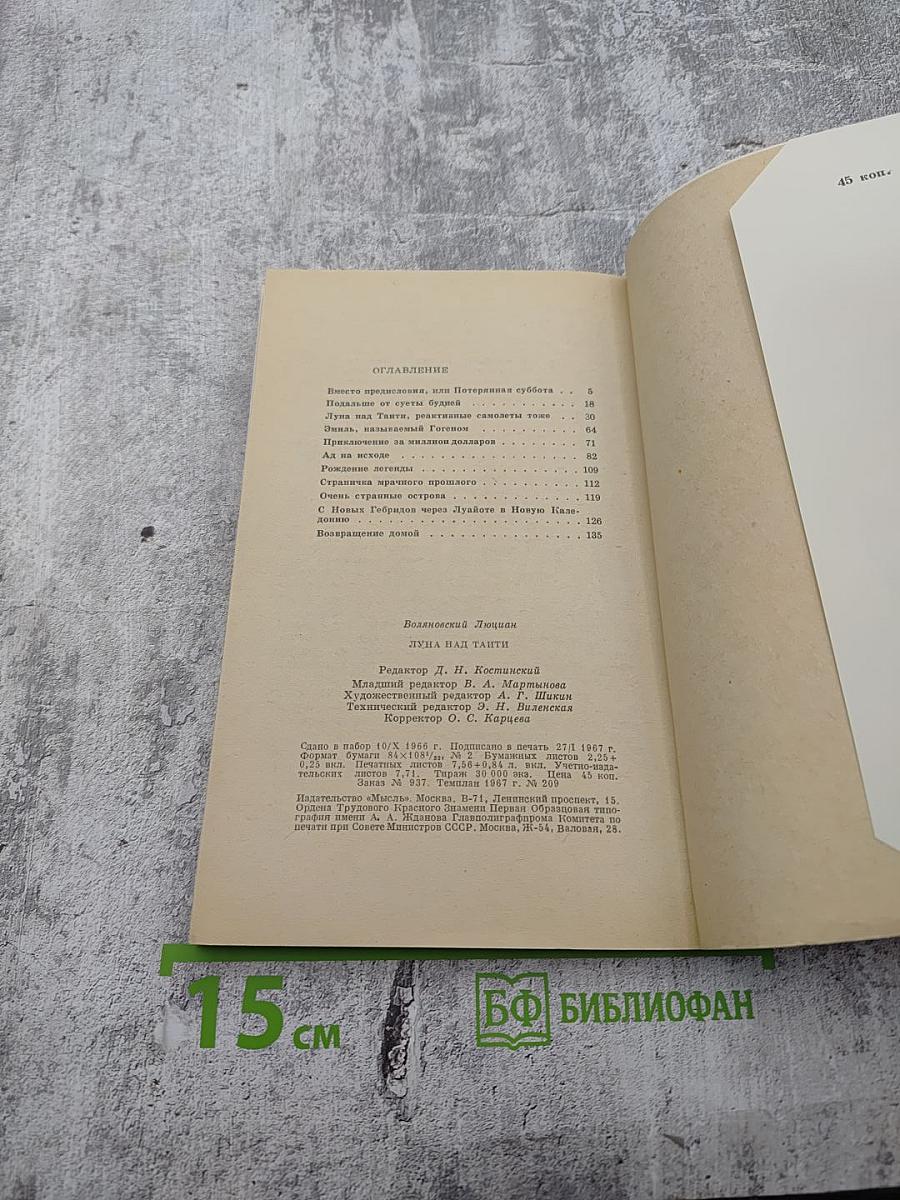 45 коп.
ОГЛАВЛЕНИЕ
Вместо предисловия, или Потерянная суббота . . 5
Подальше от суеты будней . . . . . . . . . . . 18
Луна над Таити, реактивные самолеты тоже . . 30
Эмиль, называемый Гогеном . . . . . . . . . . 64
Приключение за миллион долларов . . . . . . . . 71
Ад на исходе . . . . . . . . . . . . . . . . 82
Рождение легенды . . . . . . . . . . . . . . . . 109
Страничка мрачного прошлого . . . . . . . . . . 112
Очень странные острова . . . . . . . . . . . . . 119
С Новых Гебридов через Луайоте в Новую Кале-
донию . . . . . . . . . . . . . . . . . . . . . 126
Возвращение домой . . . . . . . . . . . . . . . 135
Воляновский Люциан
ЛУНА НАД ТАИТИ
Редактор Д. Н. Костинский
Младший редактор В. А. Мартынова
Художественный редактор А. Г. Шикин
Технический редактор Э. Н. Виленская
Корректор О. С. Карцева
Сдано в набор 10/X 1966 г. Подписано в печать 27/I 1967 г.
Формат бумаги 84×108¹/₃₂, № 2 Бумажных листов 2,25+
0,25 вкл. Печатных листов 7,56+0,84 л. вкл. Учетно-изда-
тельских листов 7,71. Тираж 30 000 экз. Цена 45 коп.
Заказ № 937. Темплан 1967 г. № 209
Издательство «Мысль». Москва, В-71, Ленинский проспект, 15.
Ордена Трудового Красного Знамени Первая Образцовая типо-
графия имени А. А. Жданова Главполиграфпрома Комитета по
печати при Совете Министров СССР. Москва, Ж-54, Валовая, 28.
15 см
БФ БИБЛИОФАН